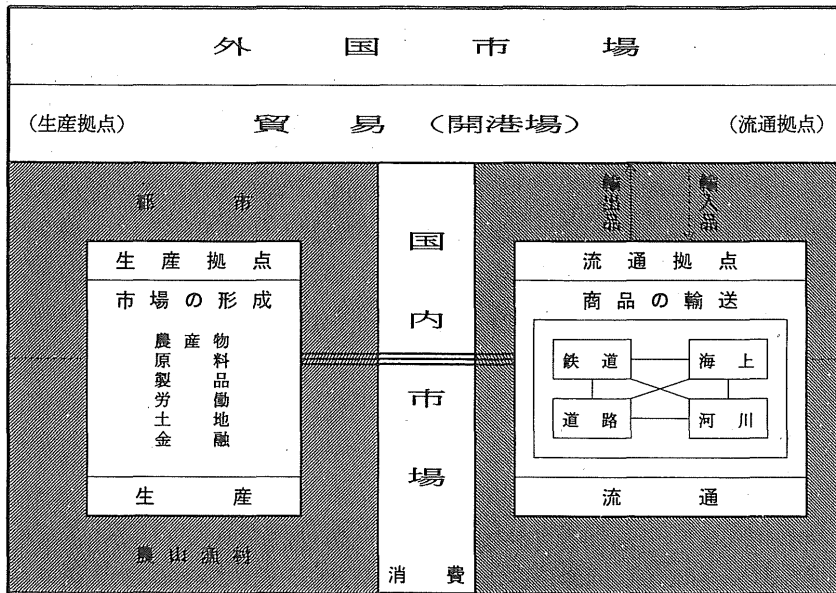 外国市場
(生産拠点) 貿易(開港場) (流通拠点)
都市
輸出品
輸入品
国内市場
生産拠点
市場の形成
農産物
原料
製品
労働
土地
金融
生産
流通拠点
商品の輸送
鉄道 海上
道路 河川
流通
農山漁村
消費